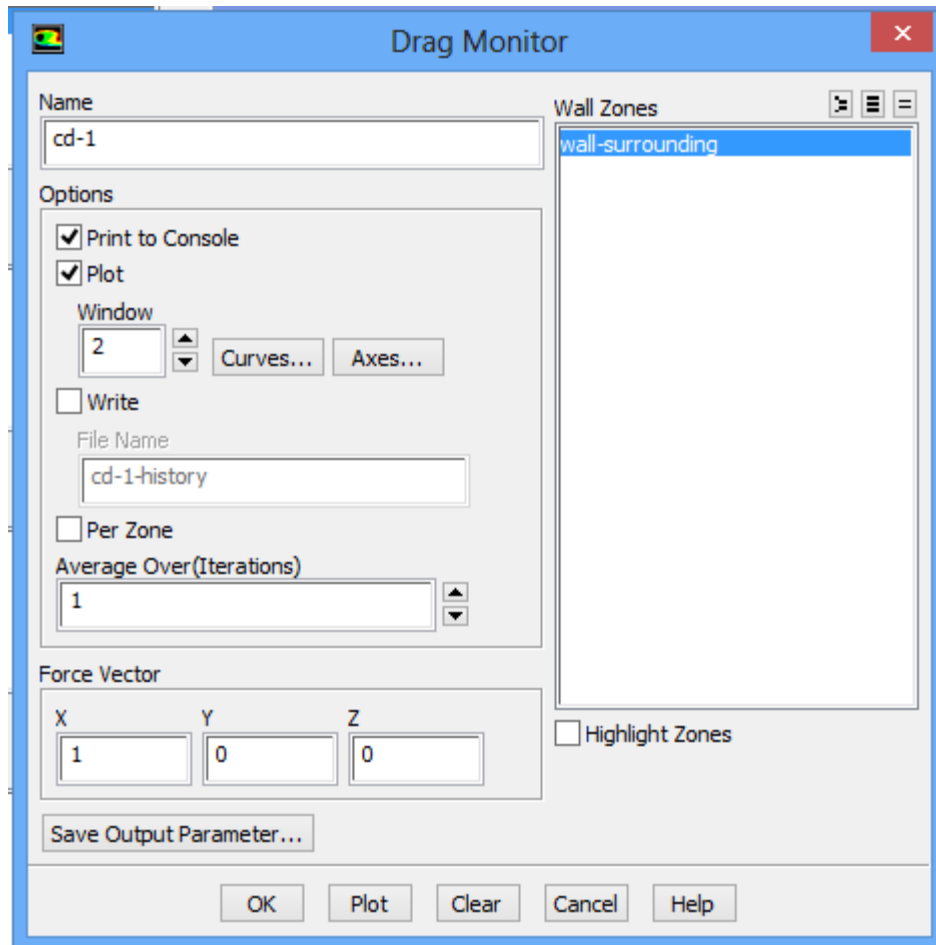 Drag Monitor
Name
cd-1
Options
Print to Console
Plot
Window
2
Curves...
Axes...
Write
File Name
cd-1-history
Per Zone
Average Over(Iterations)
1
Force Vector
X Y Z
1 0 0
Save Output Parameter...
Wall Zones
wall-surrounding
Highlight Zones
OK Plot Clear Cancel Help